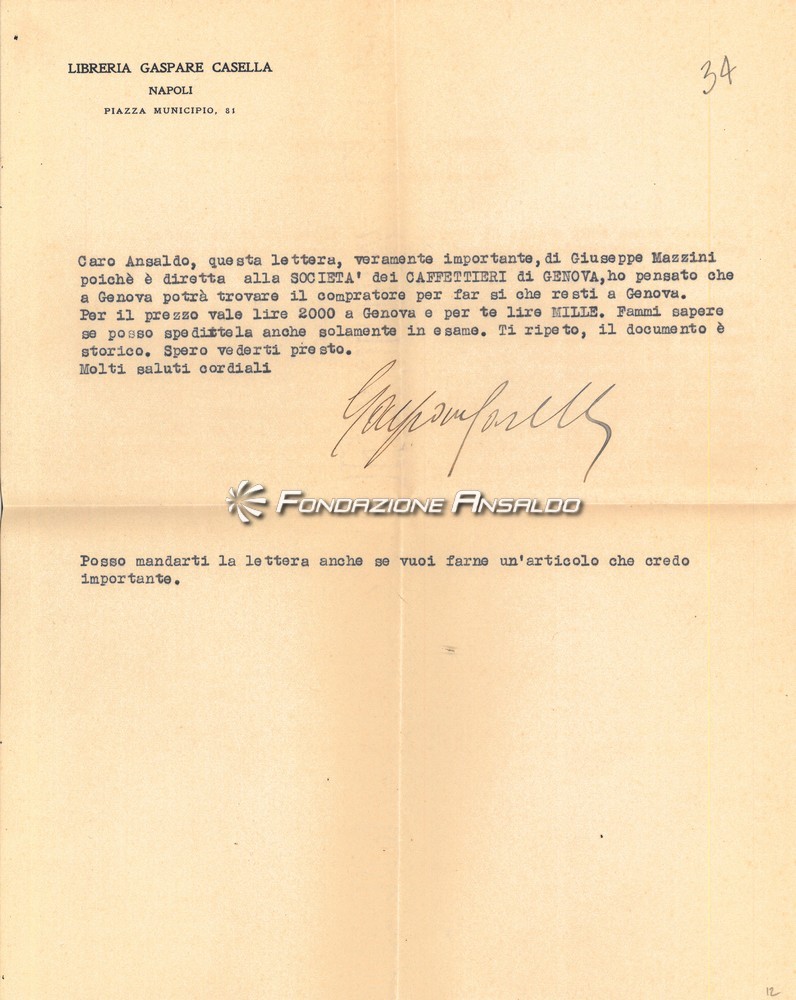 LIBRERIA GASPARE CASELLA
NAPOLI
PIAZZA MUNICIPIO, 81
34
Caro Ansaldo, questa lettera, veramente importante, di Giuseppe Mazzini
poichè è diretta alla SOCIETA' dei CAFFETTIERI di GENOVA, ho pensato che
a Genova potrà trovare il compratore per far si che resti a Genova.
Per il prezzo vale lire 2000 a Genova e per te lire MILLE. Fammi sapere
se posso spedittela anche solamente in esame. Ti ripeto, il documento è
storico. Spero vederti presto.
Molti saluti cordiali
Gaspare Casella
FONDAZIONE ANSALDO
Posso mandarti la lettera anche se vuoi farne un'articolo che credo
importante.
12